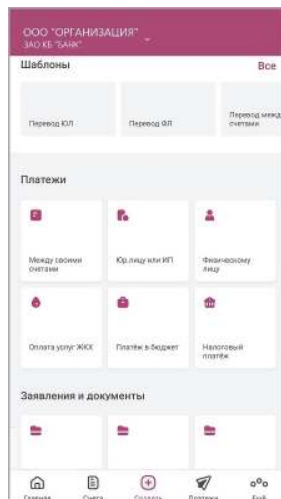 ООО "ОРГАНИЗАЦИЯ"
ЗАО КБ "БАНК"
Шаблоны Все
Перевод ЮЛ Перевод ФЛ Перевод межд
счетами
Платежи
Между своими
счетами
Юр.лицу или ИП
Физическому
лицу
Оплата услуг ЖКХ
Платёж в бюджет
Налоговый
платёж
Заявления и документы
Главная Счета Создать Платежи Ещё